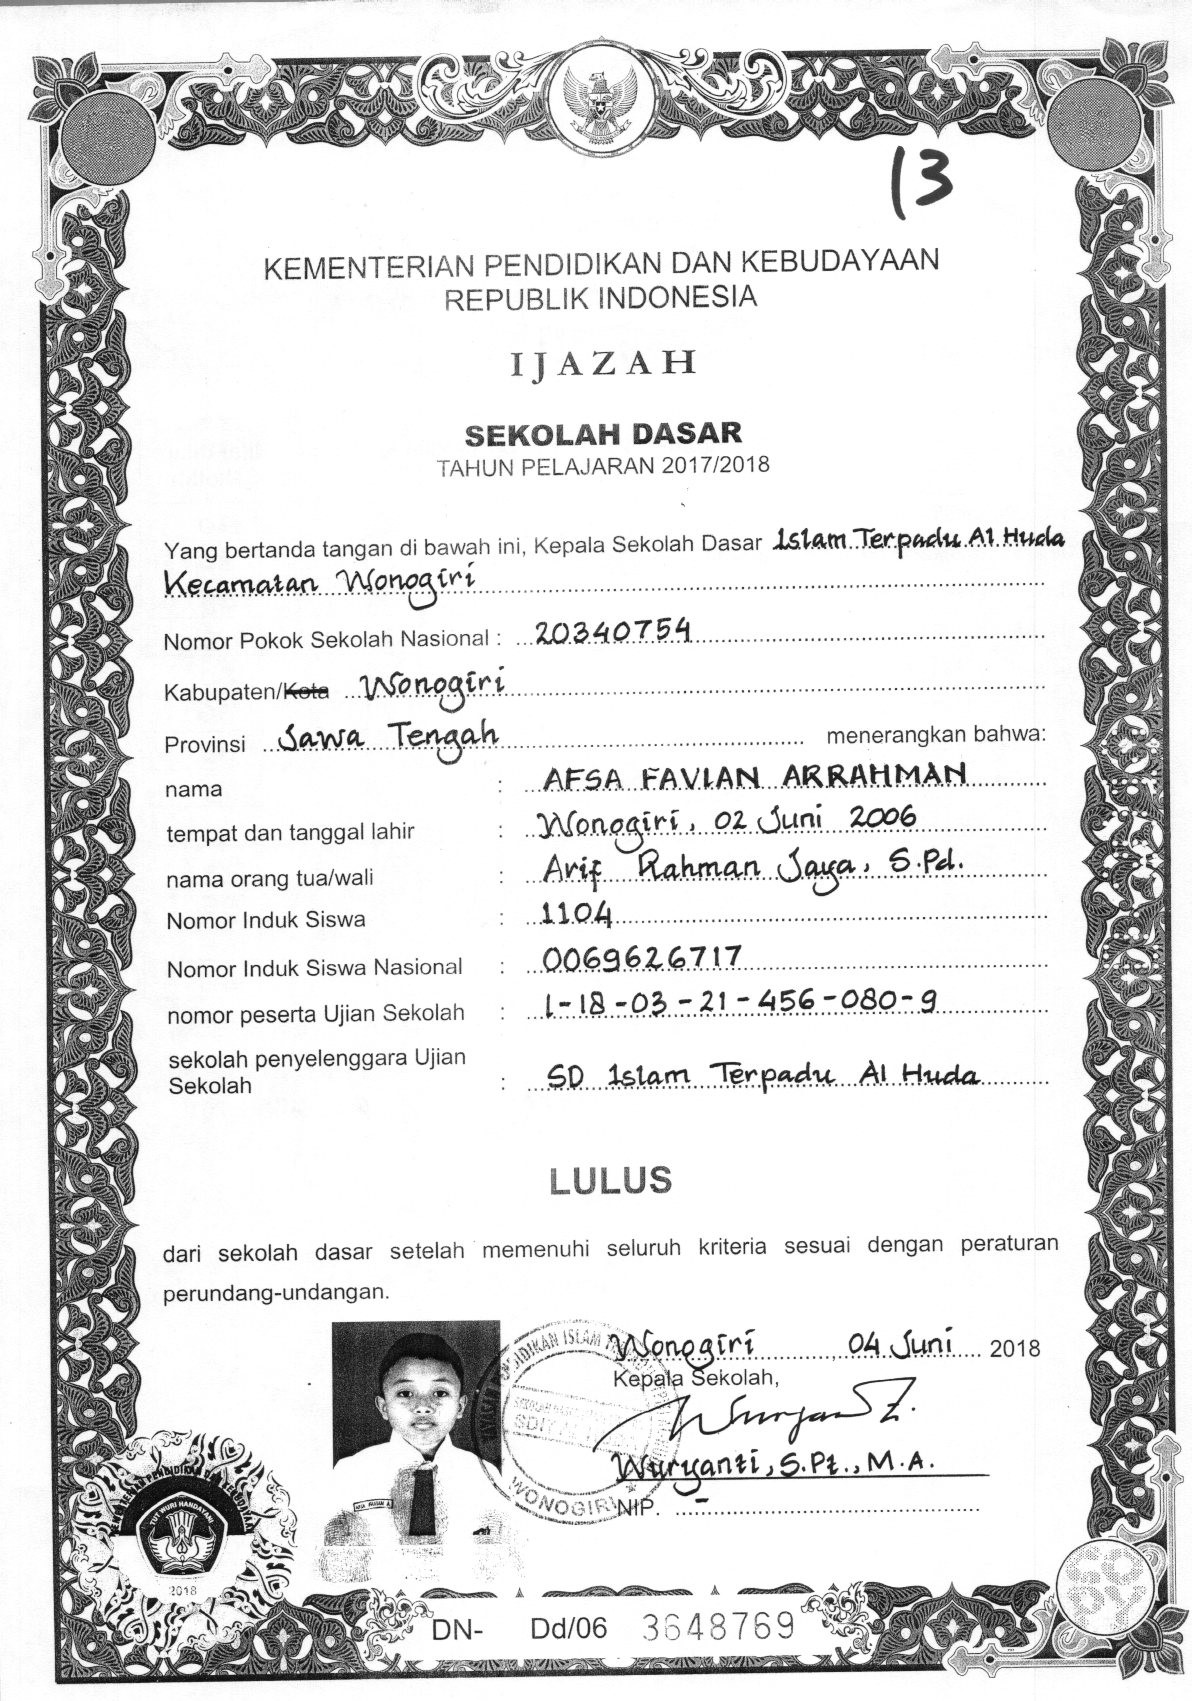 13
KEMENTERIAN PENDIDIKAN DAN KEBUDAYAAN
REPUBLIK INDONESIA
IJAZAH
SEKOLAH DASAR
TAHUN PELAJARAN 2017/2018
Yang bertanda tangan di bawah ini, Kepala Sekolah Dasar Islam Terpadu Al Huda
Kecamatan Wonogiri
Nomor Pokok Sekolah Nasional : 20340754
Kabupaten/Kota Wonogiri
Provinsi Jawa Tengah menerangkan bahwa:
nama : AFSA FAVIAN ARRAHMAN
tempat dan tanggal lahir : Wonogiri, 02 Juni 2006
nama orang tua/wali : Arif Rahman Jaya, S.Pd.
Nomor Induk Siswa : 1104
Nomor Induk Siswa Nasional : 0069626717
nomor peserta Ujian Sekolah : 1-18-03-21-456-080-9
sekolah penyelenggara Ujian
Sekolah : SD Islam Terpadu Al Huda
LULUS
dari sekolah dasar setelah memenuhi seluruh kriteria sesuai dengan peraturan
perundang-undangan.
Wonogiri, 04 Juni 2018
Kepala Sekolah,
Wuryanti, S.Pt., M.A.
NIP. -
PENDIDIKAN ISLAM
WONOGIRI
TUT WURI HANDAYANI
2018
DN- Dd/06 3648769